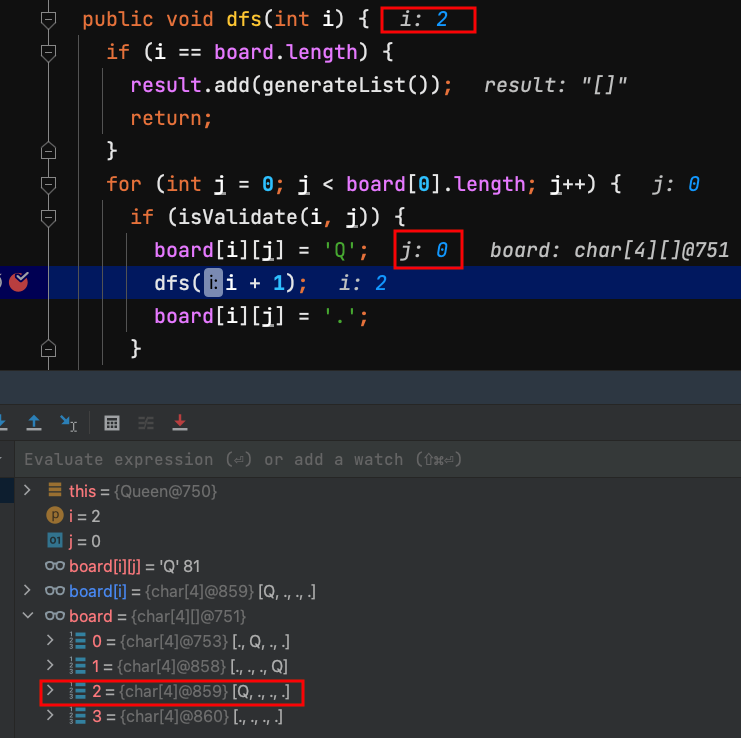 public void dfs(int i) { i: 2
if (i == board.length) {
result.add(generateList()); result: "[]"
return;
}
for (int j = 0; j < board[0].length; j++) { j: 0
if (isValidate(i, j)) {
board[i][j] = 'Q'; j: 0 board: char[4][]@751
dfs( i: i + 1); i: 2
board[i][j] = '.';
}
Evaluate expression (⏎) or add a watch (⇧⌘⏎)
this = {Queen@750}
p i = 2
01 j = 0
board[i][j] = 'Q' 81
board[i] = {char[4]@859} [Q, ., ., .]
board = {char[4][]@751}
0 = {char[4]@753} [., Q, ., .]
1 = {char[4]@858} [., ., ., Q]
2 = {char[4]@859} [Q, ., ., .]
3 = {char[4]@860} [., ., ., .]